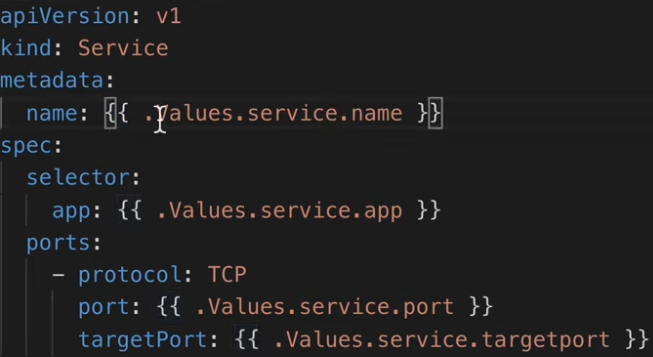 apiVersion: v1
kind: Service
metadata:
  name: {{ .Values.service.name }}
spec:
  selector:
    app: {{ .Values.service.app }}
  ports:
    - protocol: TCP
      port: {{ .Values.service.port }}
      targetPort: {{ .Values.service.targetport }}